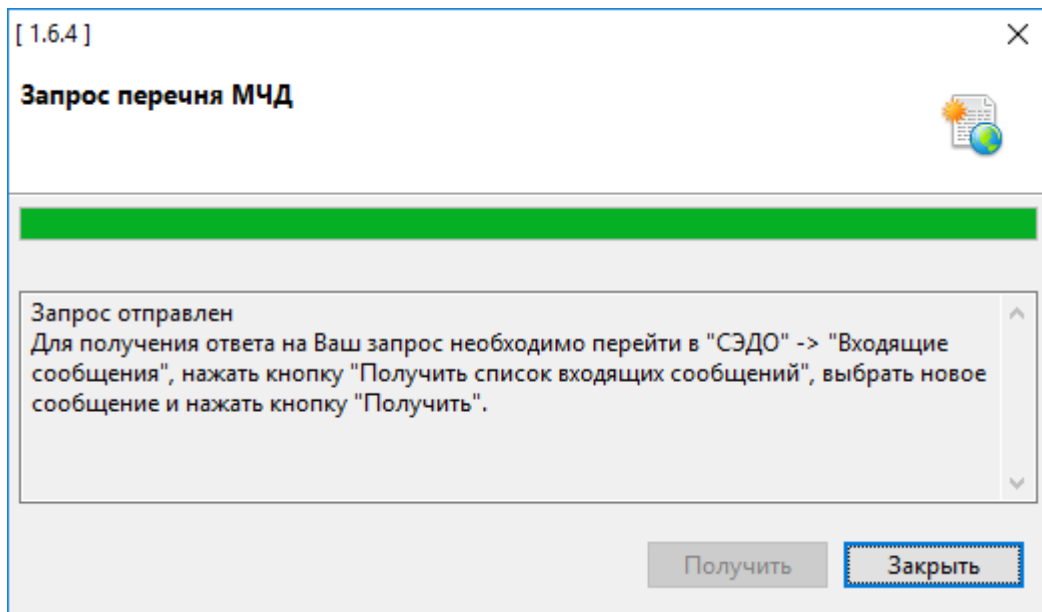 [ 1.6.4 ]
Запрос перечня МЧД
Запрос отправлен
Для получения ответа на Ваш запрос необходимо перейти в "СЭДО" -> "Входящие
сообщения", нажать кнопку "Получить список входящих сообщений", выбрать новое
сообщение и нажать кнопку "Получить".
Получить
Закрыть